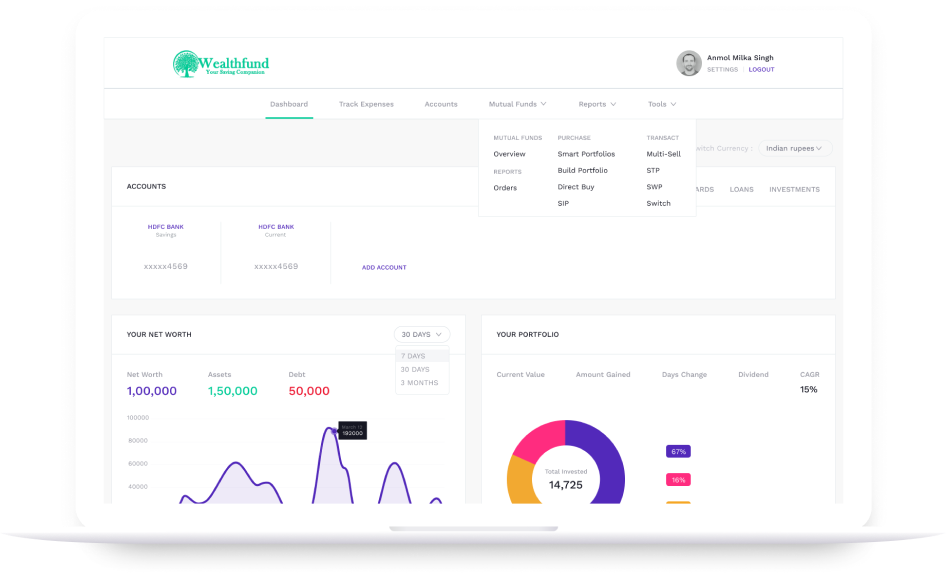 Wealthfund
Your Saving Companion
Anmol Milka Singh
SETTINGS | LOGOUT
Dashboard Track Expenses Accounts Mutual Funds Reports Tools
MUTUAL FUNDS PURCHASE TRANSACT
Overview Smart Portfolios Multi-Sell
Build Portfolio STP
REPORTS
Orders Direct Buy SWP
SIP Switch
witch Currency : Indian rupees
ACCOUNTS
ARDS LOANS INVESTMENTS
HDFC BANK HDFC BANK
Savings Current
xxxxx4569 xxxxx4569 ADD ACCOUNT
YOUR NET WORTH 30 DAYS
7 DAYS
30 DAYS
3 MONTHS
Net Worth Assets Debt
1,00,000 1,50,000 50,000
100000
80000
60000
40000
March 10
192000
YOUR PORTFOLIO
Current Value Amount Gained Days Change Dividend CAGR
15%
Total Invested
14,725
67%
16%